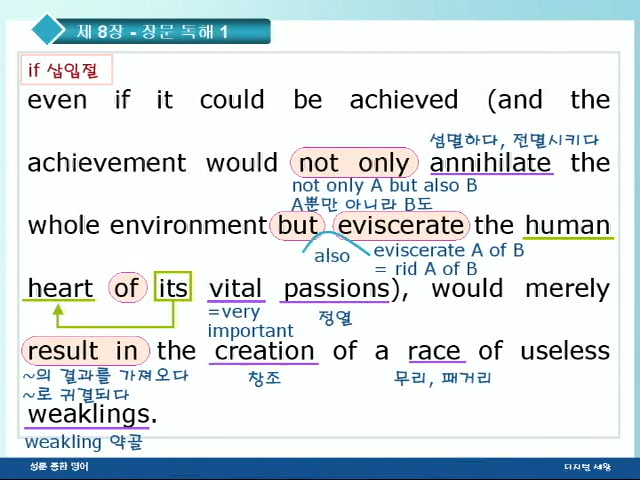 제 8장 - 장문 독해 1
if 삽입절
even if it could be achieved (and the
섬멸하다, 전멸시키다
achievement would not only annihilate the
not only A but also B
A뿐만 아니라 B도
whole environment but eviscerate the human
also
eviscerate A of B
= rid A of B
heart of its vital passions), would merely
=very
important
정열
result in the creation of a race of useless
~의 결과를 가져오다
~로 귀결되다
창조
무리, 패거리
weaklings.
weakling 약골
성문 종합 영어
디지털 세왕